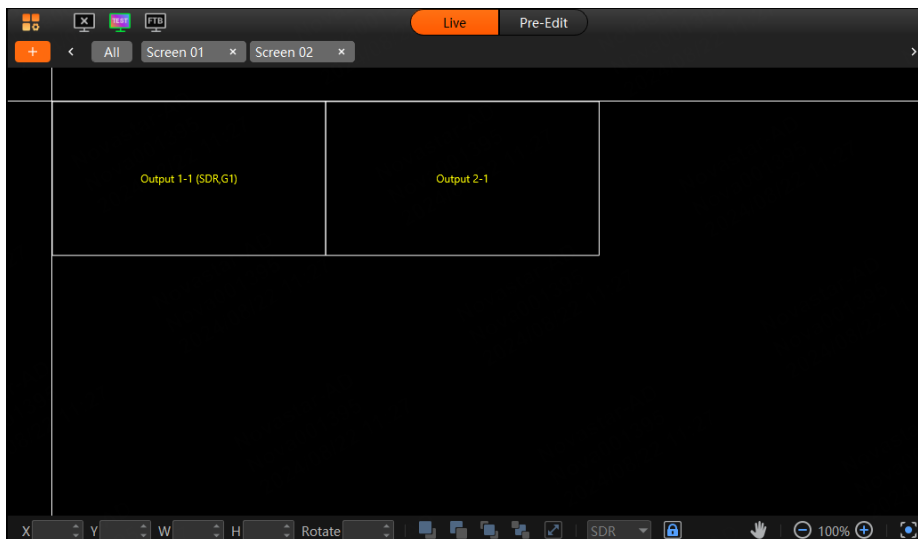 TEST FTB Live Pre-Edit
+ < All Screen 01 × Screen 02 × >
Output 1-1 (SDR,G1) Output 2-1
X Y W H Rotate SDR 100%